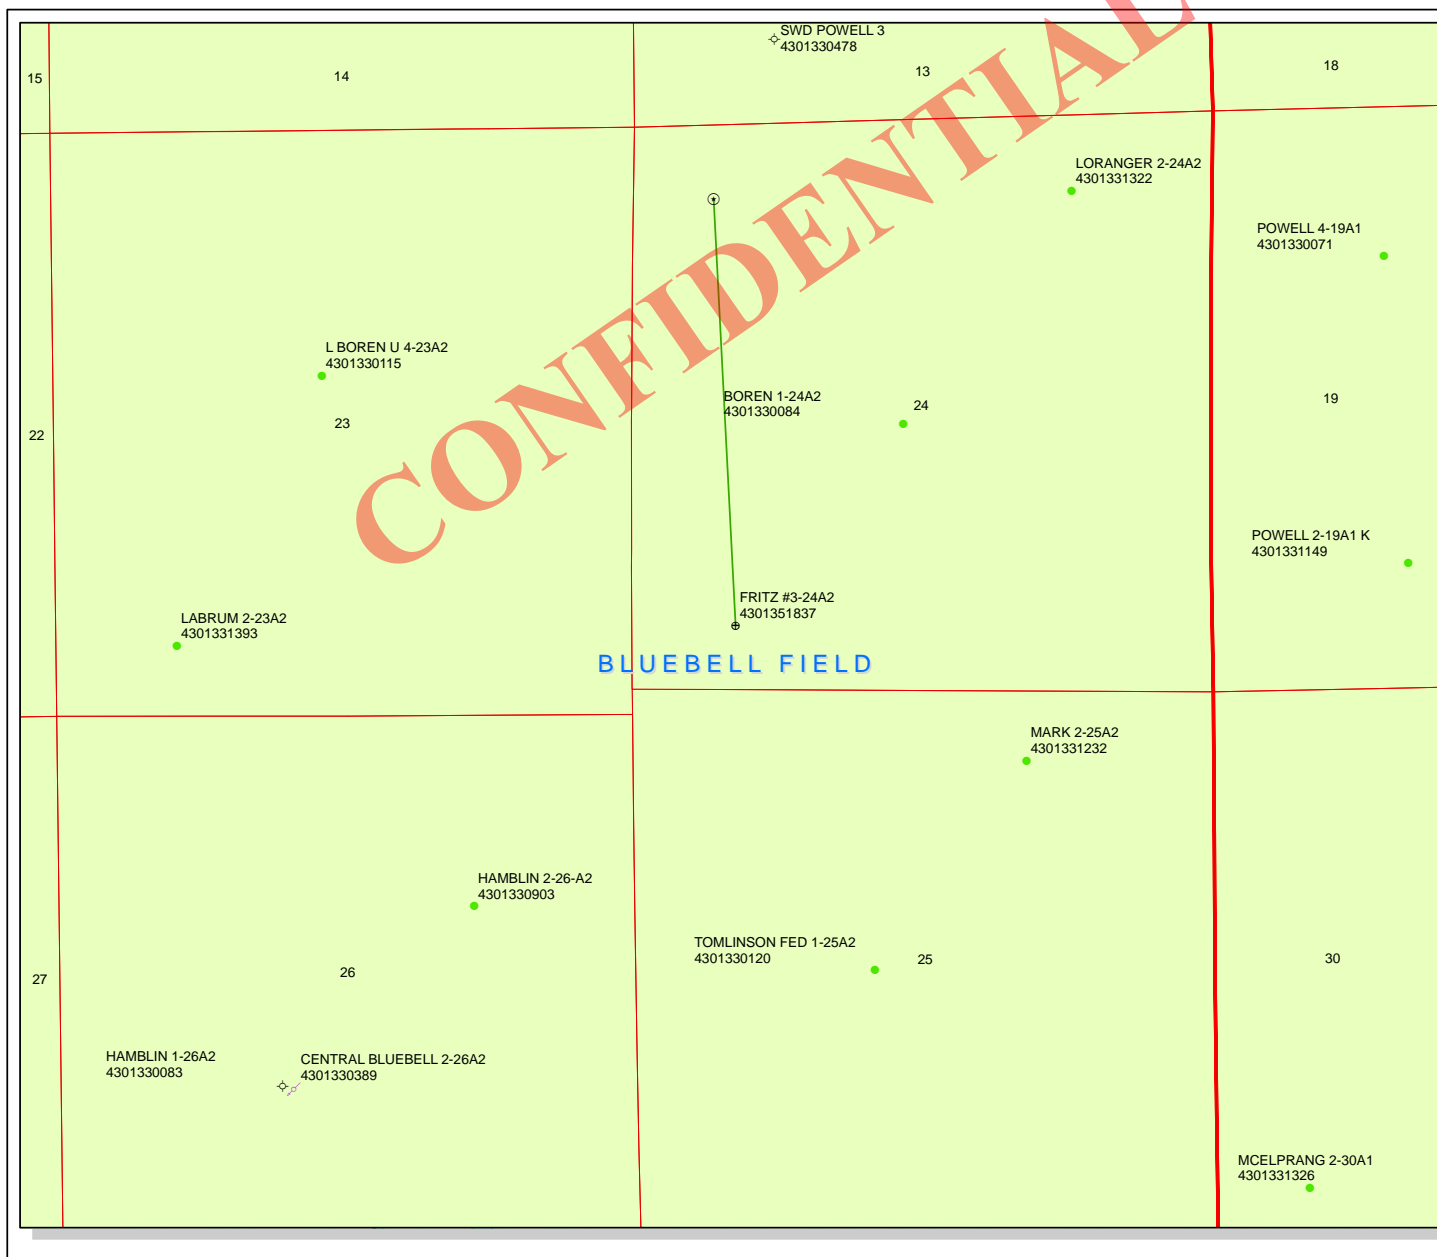 SWD POWELL 3
4301330478
15
14
13
18
CONFIDENTIAL
LORANGER 2-24A2
4301331322
POWELL 4-19A1
4301330071
L BOREN U 4-23A2
4301330115
BOREN 1-24A2
4301330084
24
19
22
23
POWELL 2-19A1 K
4301331149
FRITZ #3-24A2
4301351837
LABRUM 2-23A2
4301331393
BLUEBELL FIELD
MARK 2-25A2
4301331232
HAMBLIN 2-26-A2
4301330903
TOMLINSON FED 1-25A2
4301330120
25
30
27
26
HAMBLIN 1-26A2
4301330083
CENTRAL BLUEBELL 2-26A2
4301330389
MCELPRANG 2-30A1
4301331326